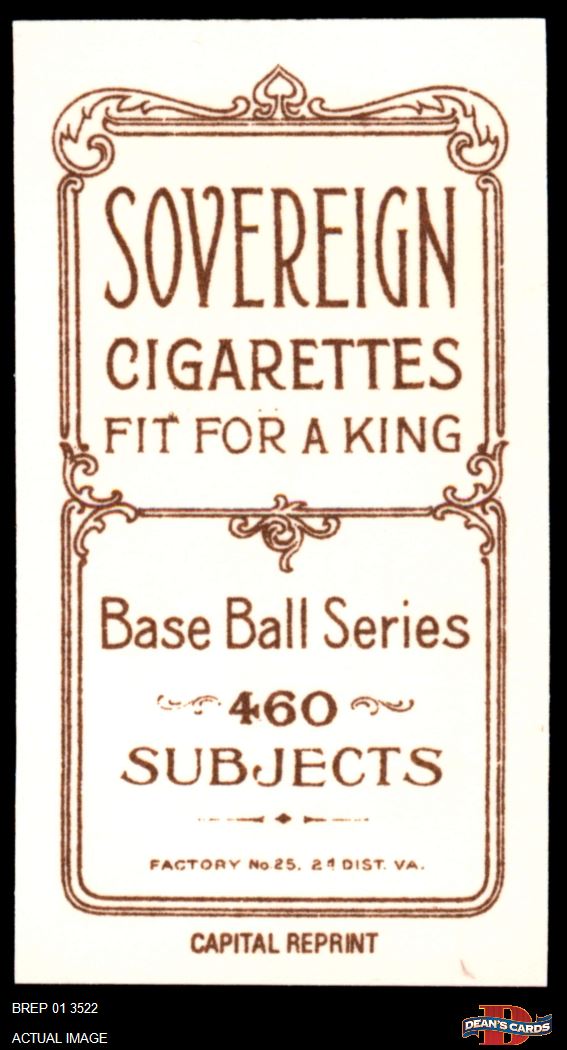 SOVEREIGN
CIGARETTES
FIT FOR A KING
Base Ball Series
460
SUBJECTS
FACTORY No 25. 2d DIST. VA.
CAPITAL REPRINT
BREP 01 3522
ACTUAL IMAGE
D
DEAN'S CARDS